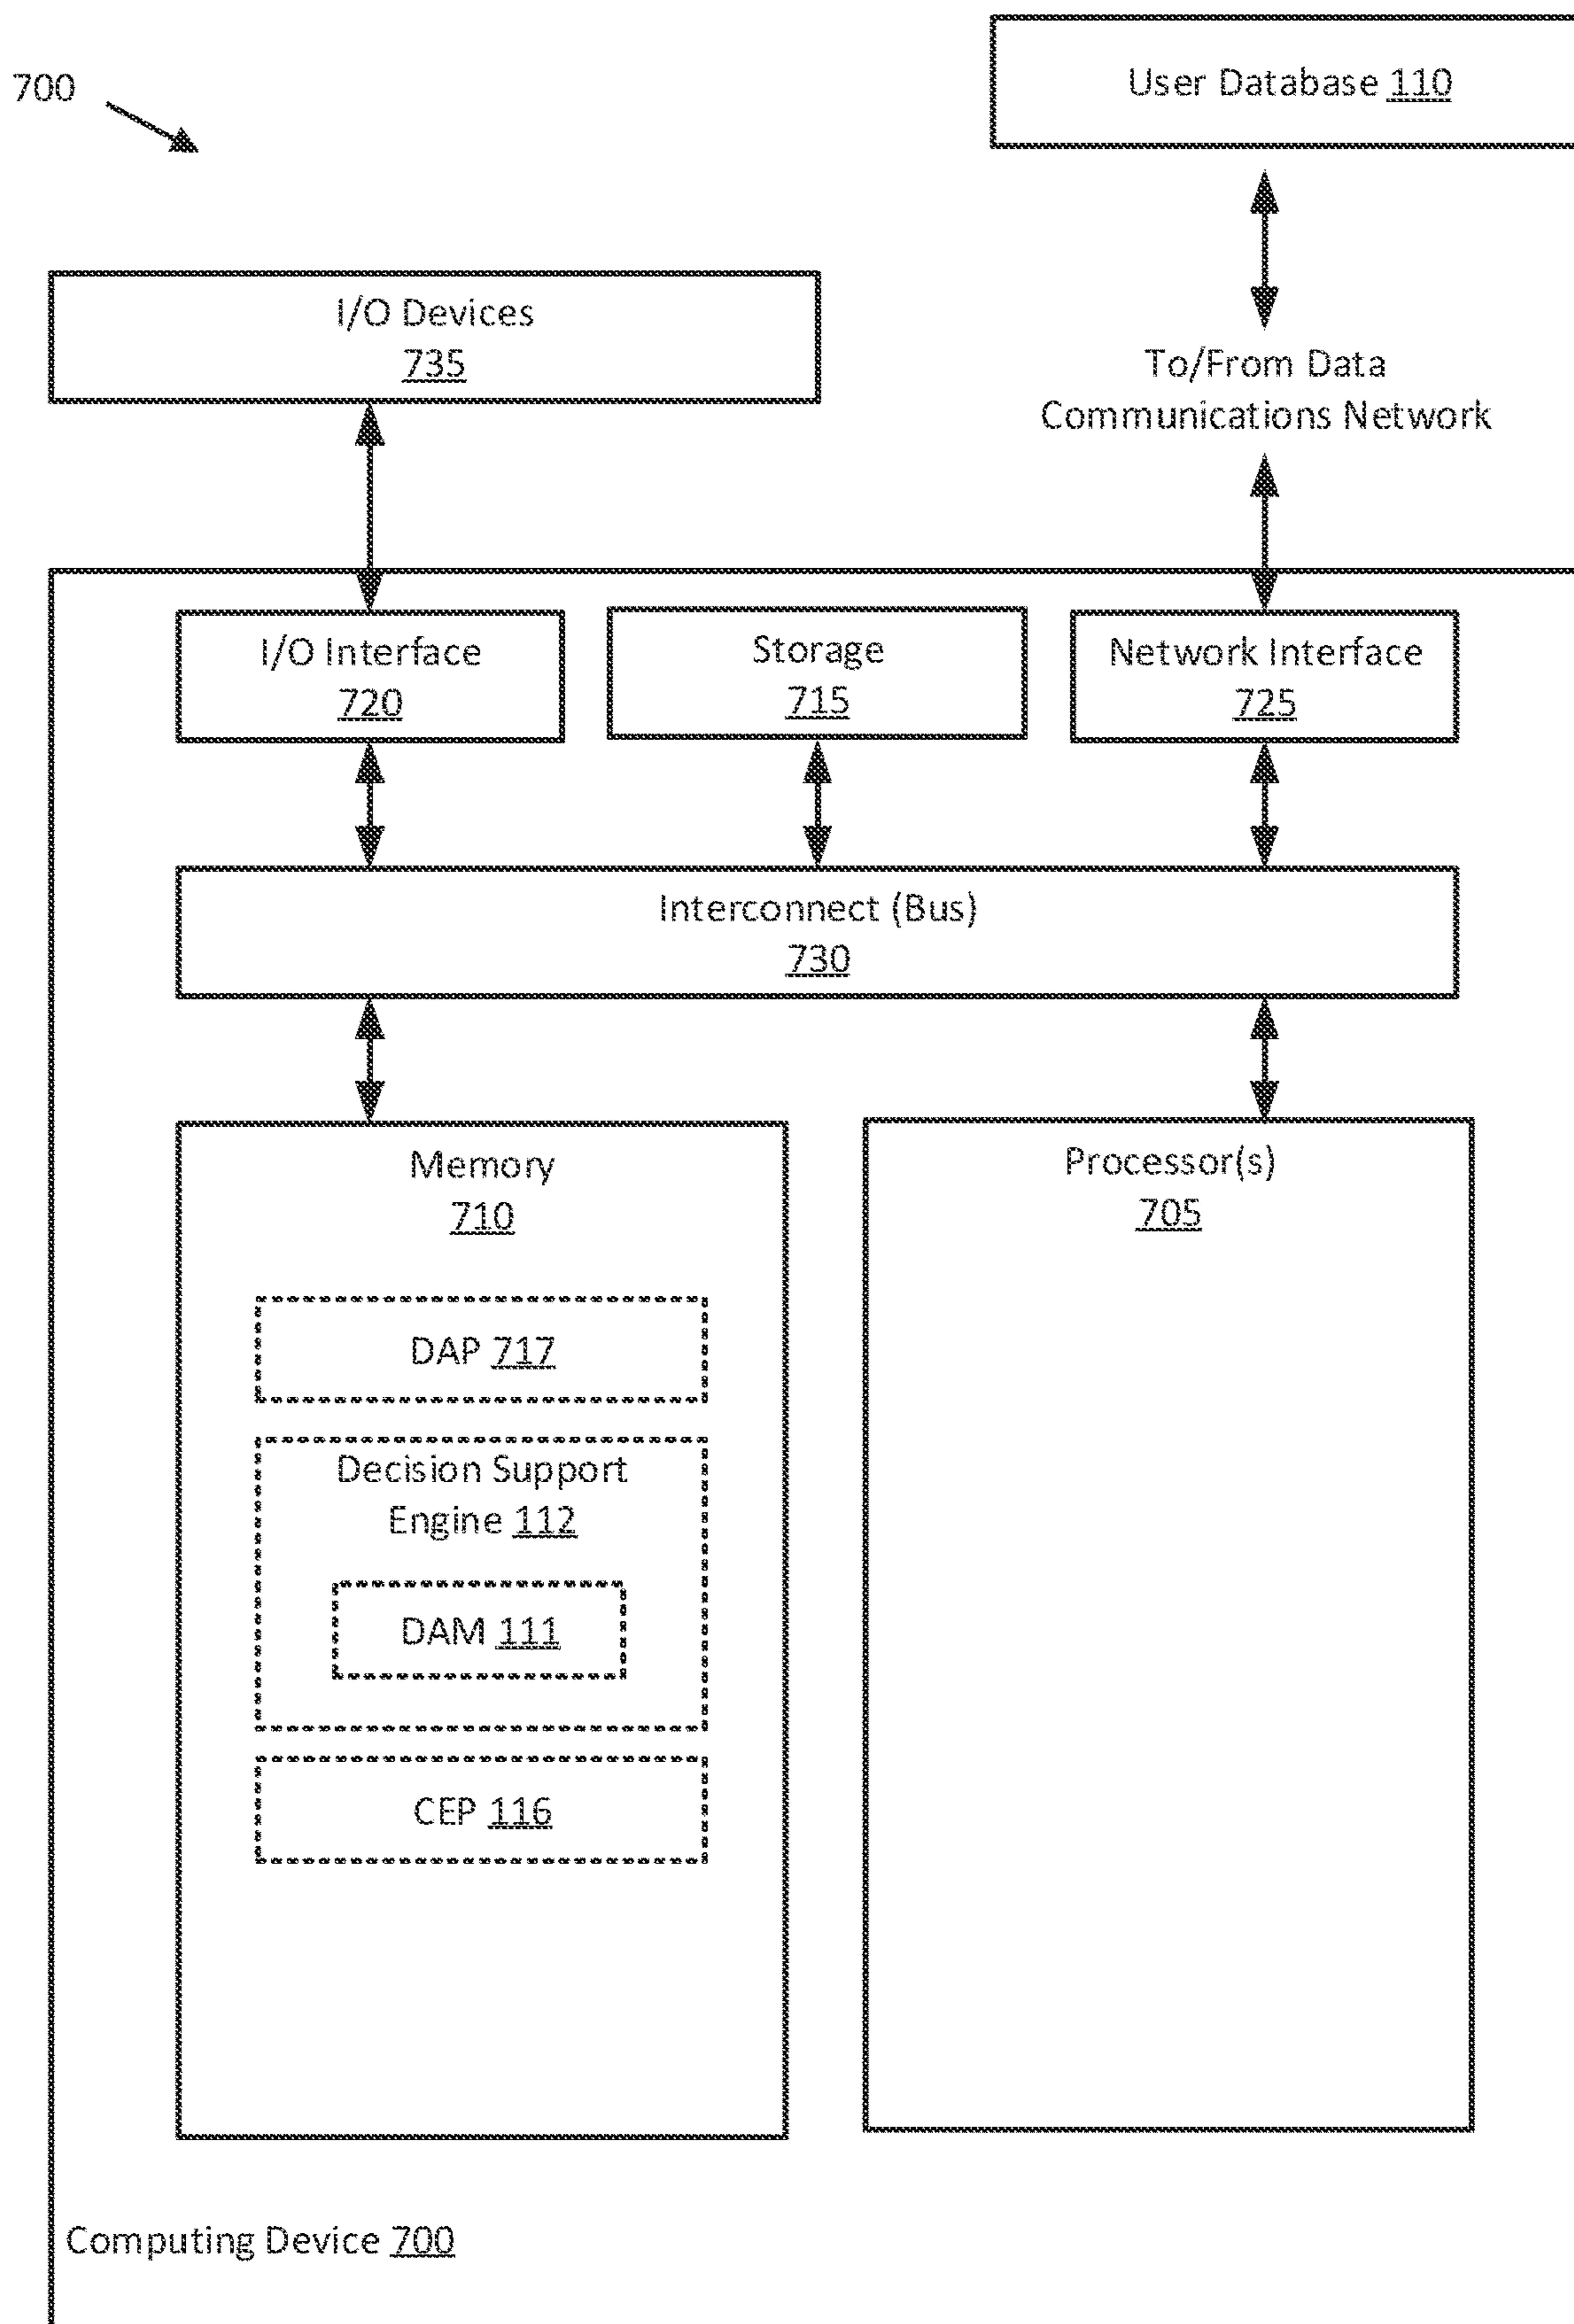 700
User Database 110
I/O Devices
735
To/From Data
Communications Network
I/O Interface
720
Storage
715
Network Interface
725
Interconnect (Bus)
730
Memory
710
Processor(s)
705
DAP 717
Decision Support
Engine 112
DAM 111
CEP 116
Computing Device 700